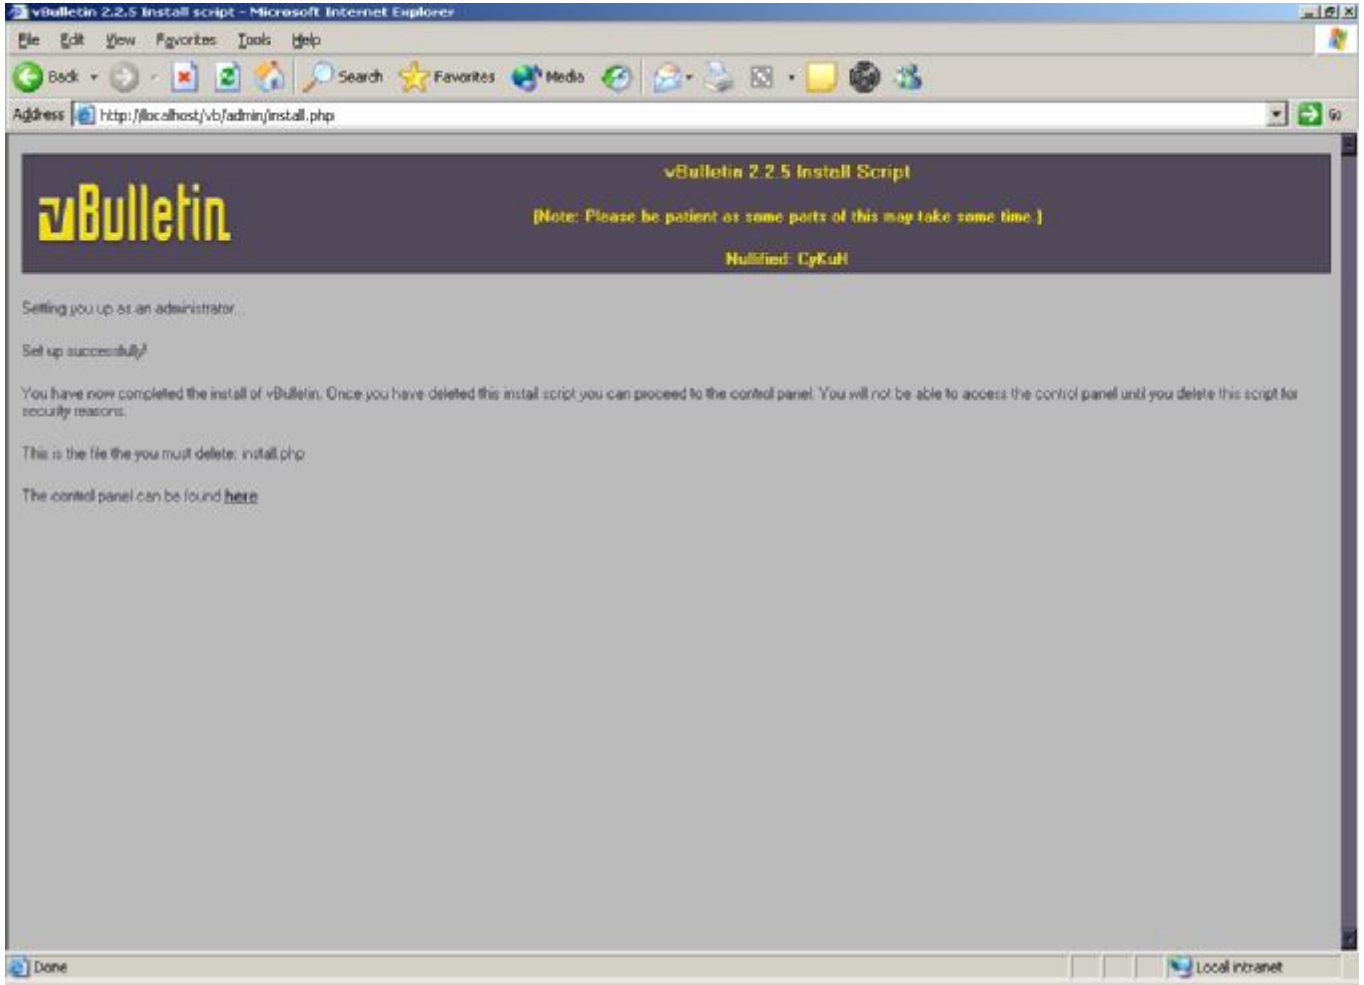 vBulletin 2.2.5 Install script - Microsoft Internet Explorer
File Edit View Favorites Tools Help
Back Search Favorites Media
Address http://localhost/vb/admin/install.php Go
vBulletin
vBulletin 2.2.5 Install Script
(Note: Please be patient as some parts of this may take some time.)
Nullified: CyKuH
Setting you up as an administrator...
Set up successfully!
You have now completed the install of vBulletin. Once you have deleted this install script you can proceed to the control panel. You will not be able to access the control panel until you delete this script for
security reasons.
This is the file the you must delete: install.php
The control panel can be found here
Done Local intranet